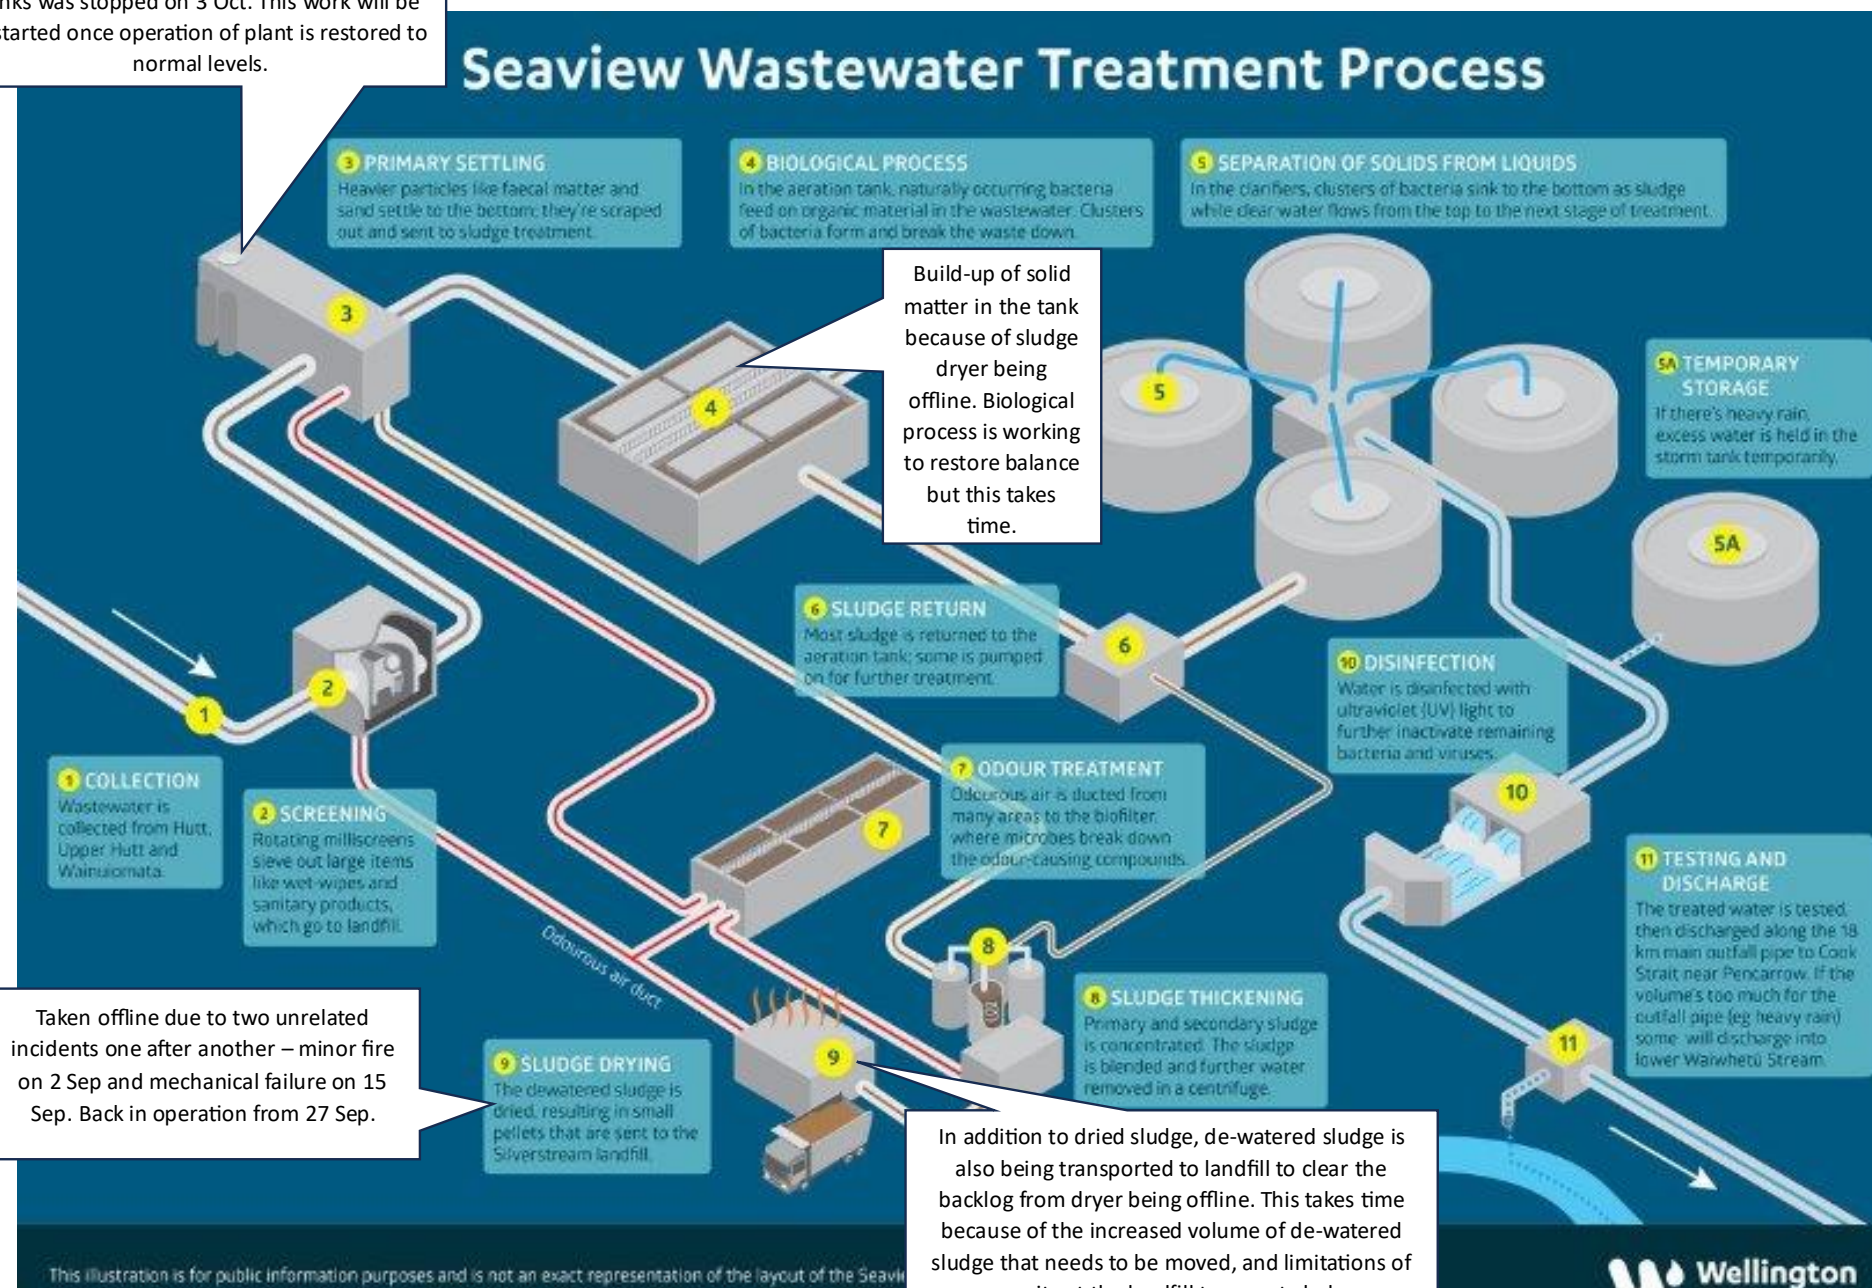 was stopped on 3 Oct. This work will be
started once operation of plant is restored to
normal levels.
Seaview Wastewater Treatment Process
3 PRIMARY SETTLING
Heavier particles like faecal matter and
sand settle to the bottom; they're scraped
out and sent to sludge treatment.
4 BIOLOGICAL PROCESS
In the aeration tank, naturally occurring bacteria
feed on organic material in the wastewater. Clusters
of bacteria form and break the waste down.
5 SEPARATION OF SOLIDS FROM LIQUIDS
In the clarifiers, clusters of bacteria sink to the bottom as sludge
while clear water flows from the top to the next stage of treatment.
3
Build-up of solid
matter in the tank
because of sludge
dryer being
offline. Biological
process is working
to restore balance
but this takes
time.
4
5
5A TEMPORARY
STORAGE
If there's heavy rain,
excess water is held in the
storm tank temporarily.
5A
6 SLUDGE RETURN
Most sludge is returned to the
aeration tank; some is pumped
on for further treatment.
6
10 DISINFECTION
Water is disinfected with
ultraviolet (UV) light to
further inactivate remaining
bacteria and viruses.
2
1
1 COLLECTION
Wastewater is
collected from Hutt,
Upper Hutt and
Wainuiomata.
2 SCREENING
Rotating milliscreens
sieve out large items
like wet-wipes and
sanitary products,
which go to landfill.
7 ODOUR TREATMENT
Odourous air is ducted from
many areas to the biofilter,
where microbes break down
the odour-causing compounds.
7
10
11 TESTING AND
DISCHARGE
The treated water is tested,
then discharged along the 18
km main outfall pipe to Cook
Strait near Pencarrow. If the
volume's too much for the
outfall pipe (eg heavy rain)
some will discharge into
lower Waiwhetū Stream.
Odourous air duct
8
8 SLUDGE THICKENING
Primary and secondary sludge
is concentrated. The sludge
is blended and further water
removed in a centrifuge.
Taken offline due to two unrelated
incidents one after another – minor fire
on 2 Sep and mechanical failure on 15
Sep. Back in operation from 27 Sep.
9 SLUDGE DRYING
The dewatered sludge is
dried, resulting in small
pellets that are sent to the
Silverstream landfill.
9
11
In addition to dried sludge, de-watered sludge is
also being transported to landfill to clear the
backlog from dryer being offline. This takes time
because of the increased volume of de-watered
sludge that needs to be moved, and limitations of
This illustration is for public information purposes and is not an exact representation of the layout of the
Wellington